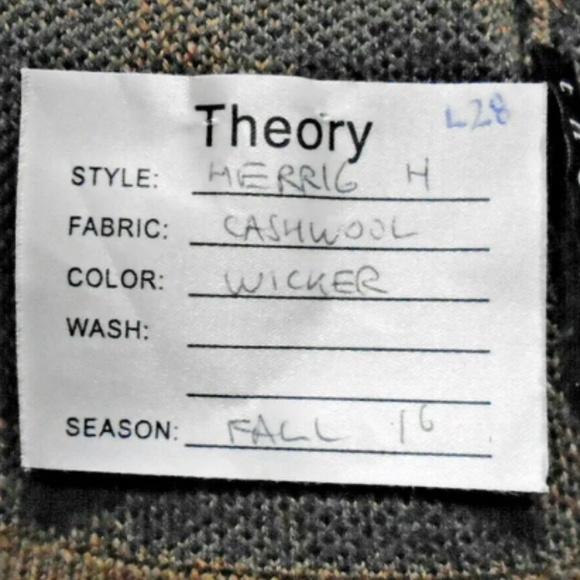 Theory L28
STYLE: HERRIG H
FABRIC: CASHWOOL
COLOR: WICKER
WASH:
SEASON: FALL 16